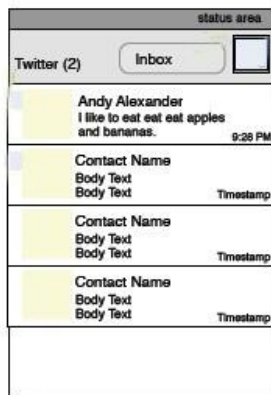 status area
Twitter (2) Inbox
Andy Alexander
I like to eat eat eat apples
and bananas.
9:26 PM
Contact Name
Body Text
Body Text Timestamp
Contact Name
Body Text
Body Text Timestamp
Contact Name
Body Text
Body Text Timestamp